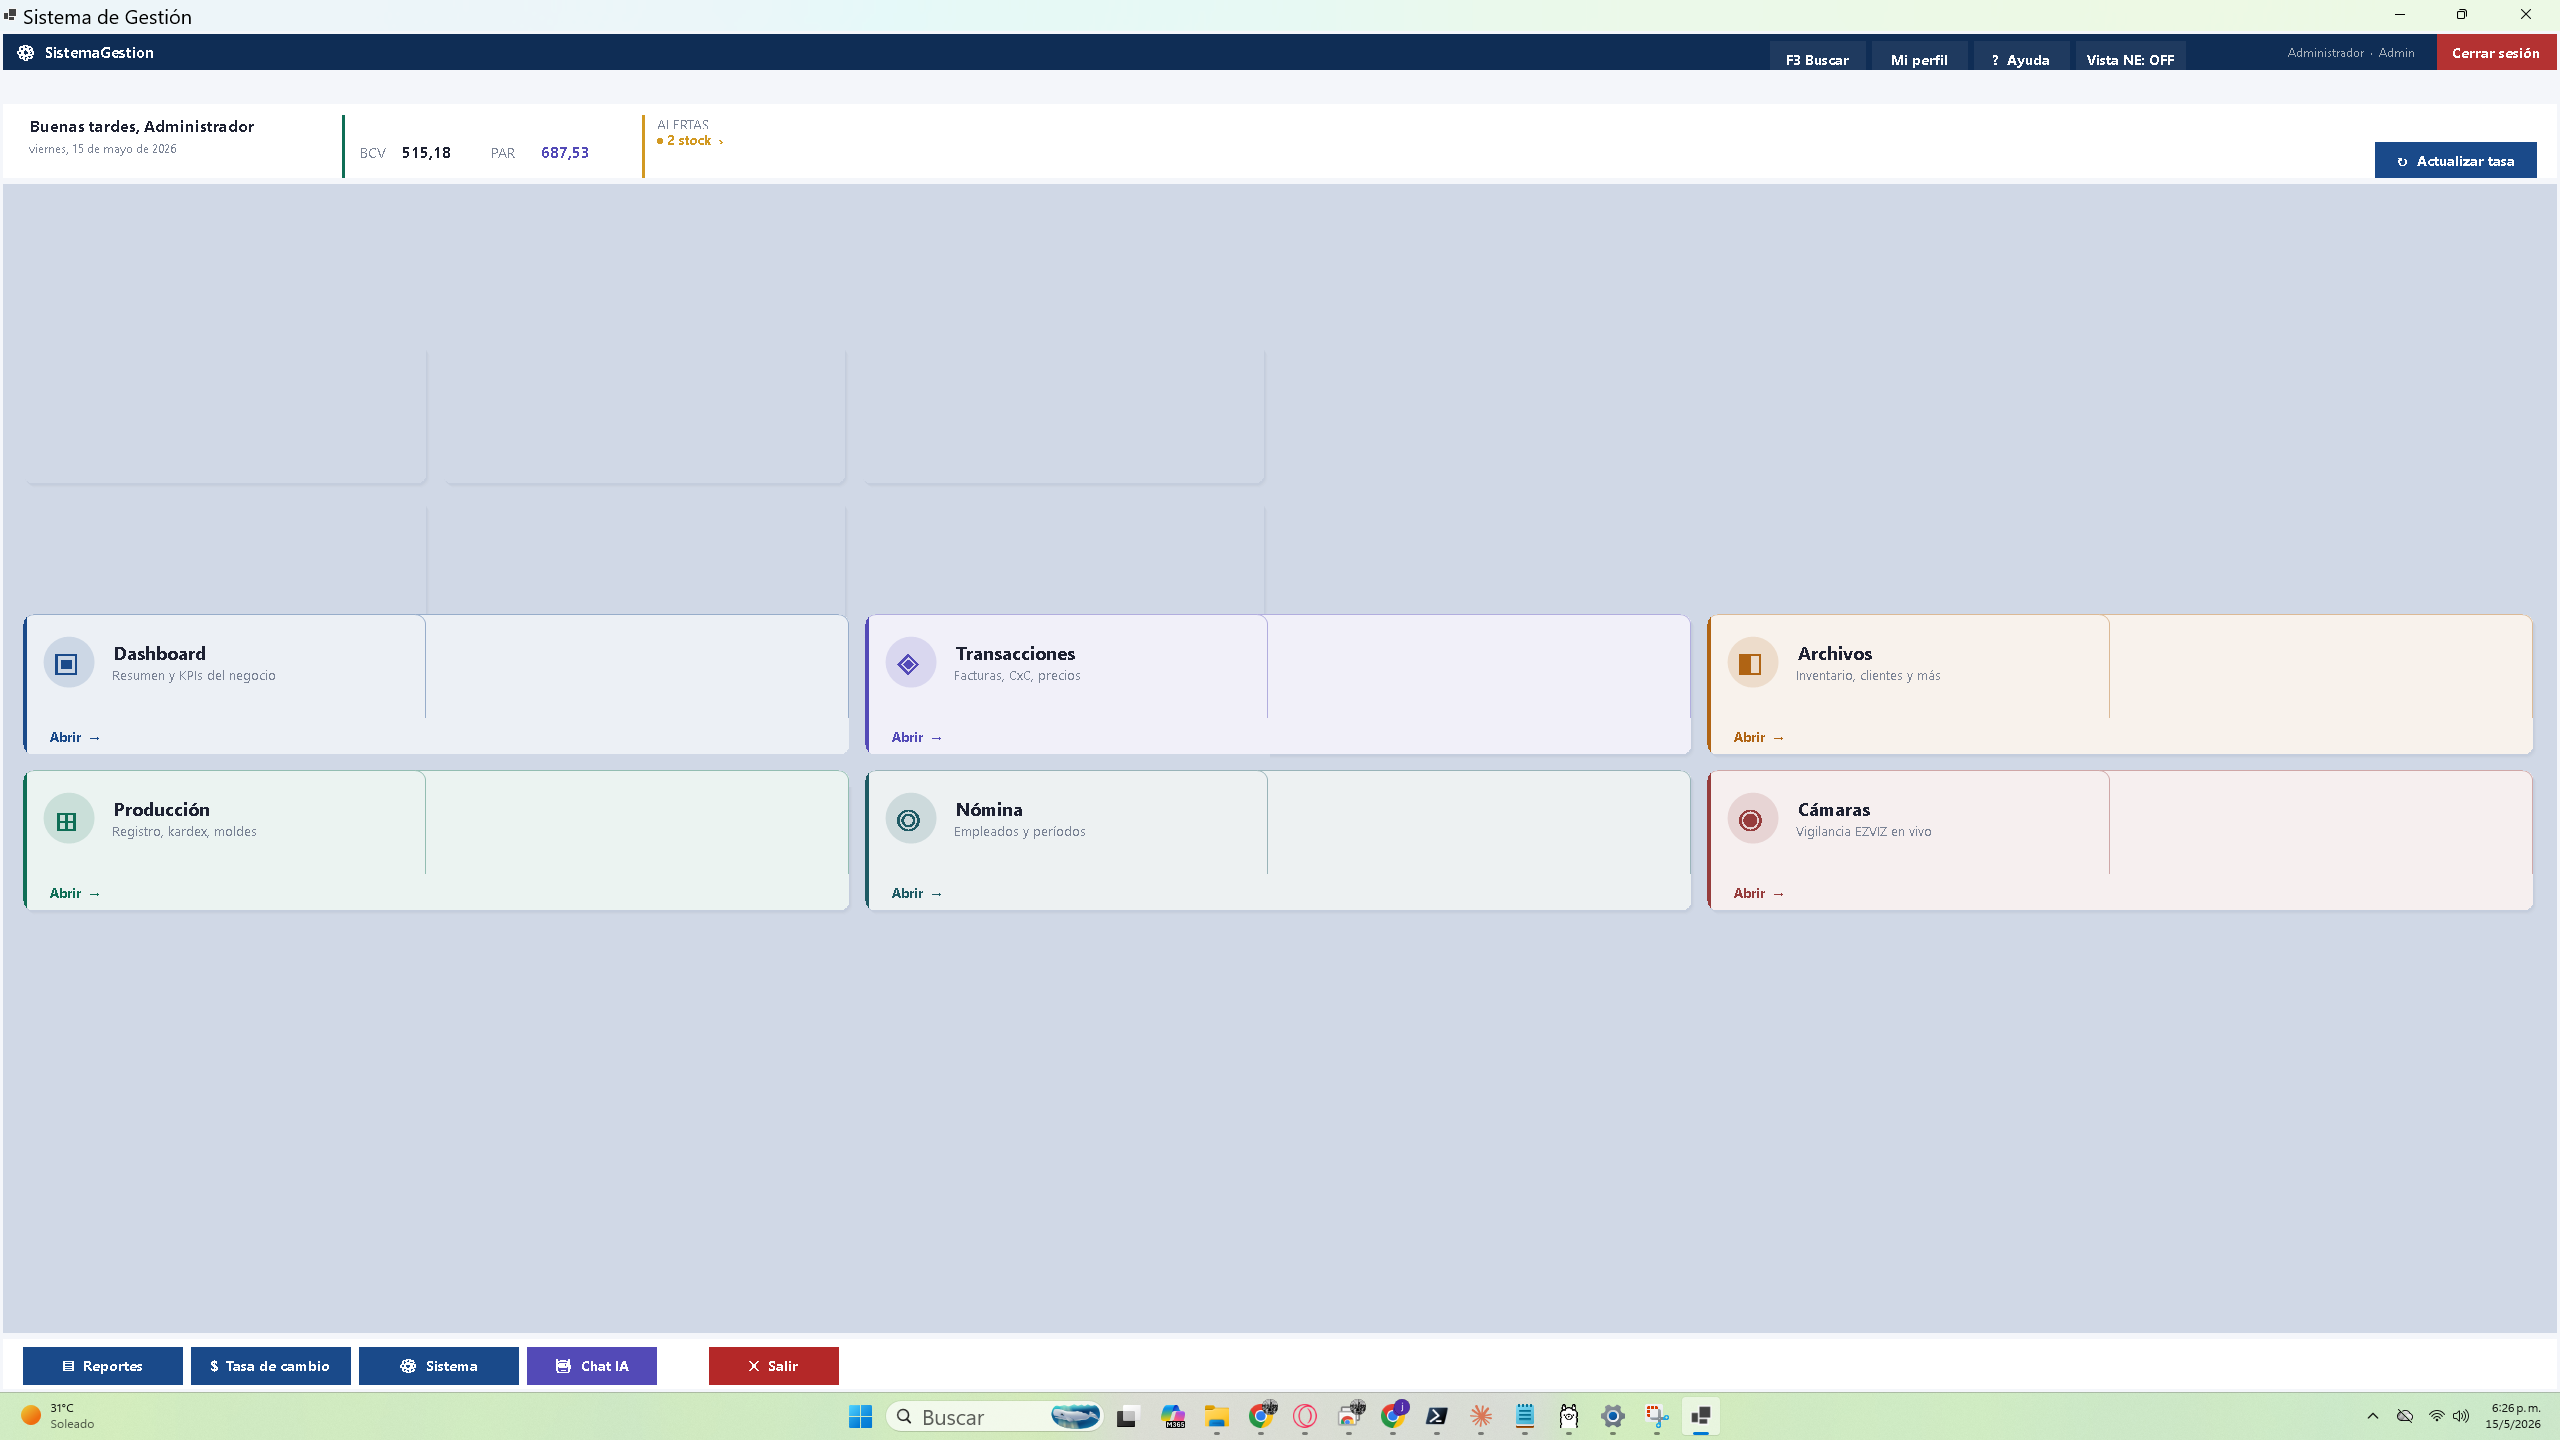 Sistema de Gestión
SistemaGestion
F3 Buscar
Mi perfil
? Ayuda
Vista NE: OFF
Administrador · Admin
Cerrar sesión
Buenas tardes, Administrador
viernes, 15 de mayo de 2026
BCV 515,18 PAR 687,53
ALERTAS
● 2 stock ›
↻ Actualizar tasa
Dashboard
Resumen y KPIs del negocio
Abrir →
Transacciones
Facturas, CxC, precios
Abrir →
Archivos
Inventario, clientes y más
Abrir →
Producción
Registro, kardex, moldes
Abrir →
Nómina
Empleados y períodos
Abrir →
Cámaras
Vigilancia EZVIZ en vivo
Abrir →
Reportes
$ Tasa de cambio
Sistema
Chat IA
✕ Salir
31°C
Soleado
Buscar
M365
j
6:26 p. m.
15/5/2026